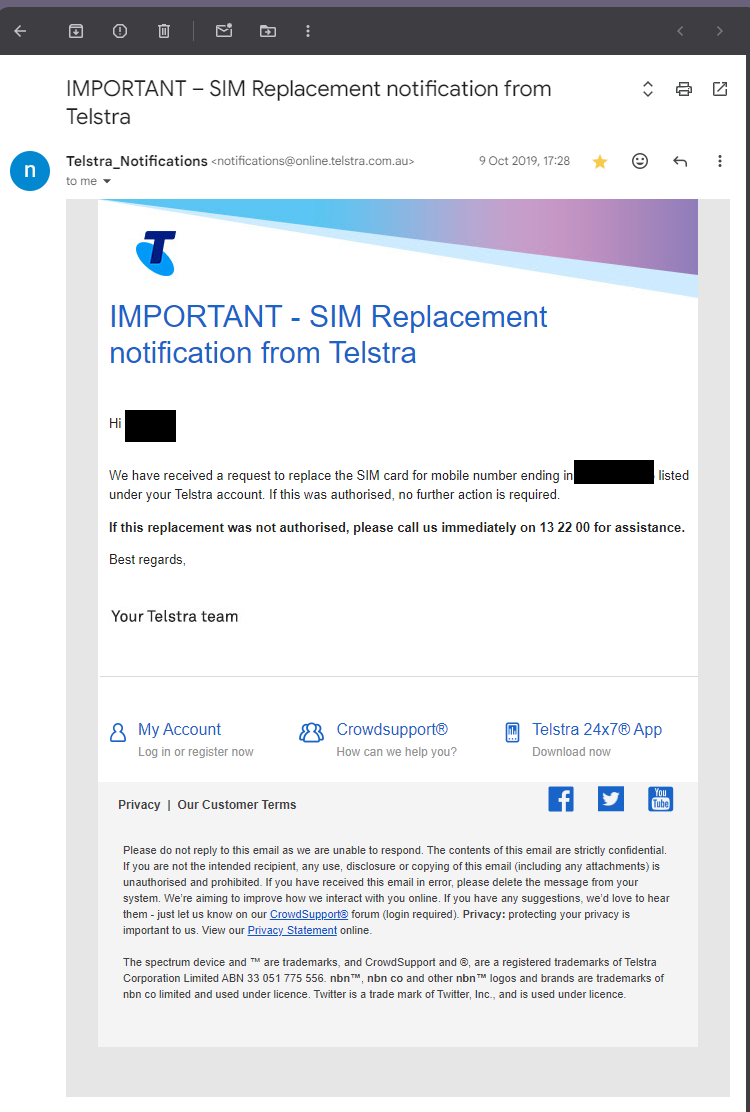 IMPORTANT – SIM Replacement notification from
Telstra
n
Telstra_Notifications <notifications@online.telstra.com.au>
9 Oct 2019, 17:28
to me
T
IMPORTANT - SIM Replacement
notification from Telstra
Hi
We have received a request to replace the SIM card for mobile number ending in listed
under your Telstra account. If this was authorised, no further action is required.
If this replacement was not authorised, please call us immediately on 13 22 00 for assistance.
Best regards,
Your Telstra team
My Account
Log in or register now
Crowdsupport®
How can we help you?
Telstra 24x7® App
Download now
Privacy | Our Customer Terms
You
Tube
Please do not reply to this email as we are unable to respond. The contents of this email are strictly confidential.
If you are not the intended recipient, any use, disclosure or copying of this email (including any attachments) is
unauthorised and prohibited. If you have received this email in error, please delete the message from your
system. We're aiming to improve how we interact with you online. If you have any suggestions, we'd love to hear
them - just let us know on our CrowdSupport® forum (login required). Privacy: protecting your privacy is
important to us. View our Privacy Statement online.
The spectrum device and ™ are trademarks, and CrowdSupport and ®, are a registered trademarks of Telstra
Corporation Limited ABN 33 051 775 556. nbn™, nbn co and other nbn™ logos and brands are trademarks of
nbn co limited and used under licence. Twitter is a trade mark of Twitter, Inc., and is used under licence.